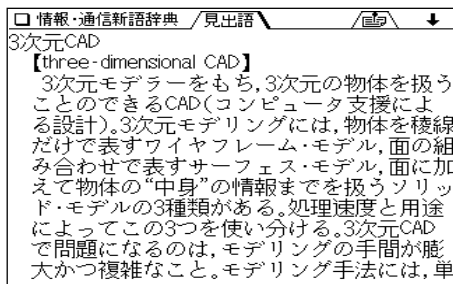 情報・通信新語辞典 見出語
3次元CAD
【three-dimensional CAD】
3次元モデラーをもち,3次元の物体を扱う
ことのできるCAD(コンピュータ支援によ
る設計)。3次元モデリングには,物体を稜線
だけで表すワイヤフレーム・モデル,面の組
み合わせで表すサーフェス・モデル,面に加
えて物体の“中身”の情報までを扱うソリッ
ド・モデルの3種類がある。処理速度と用途
によってこの3つを使い分ける。3次元CAD
で問題になるのは,モデリングの手間が膨
大かつ複雑なこと。モデリング手法には,単